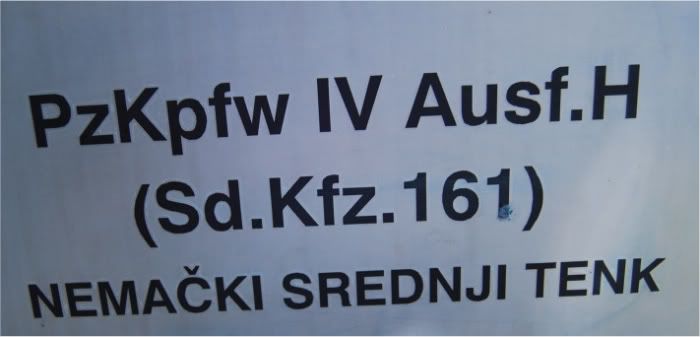 PzKpfw IV Ausf.H
(Sd.Kfz.161)
NEMAČKI SREDNJI TENK